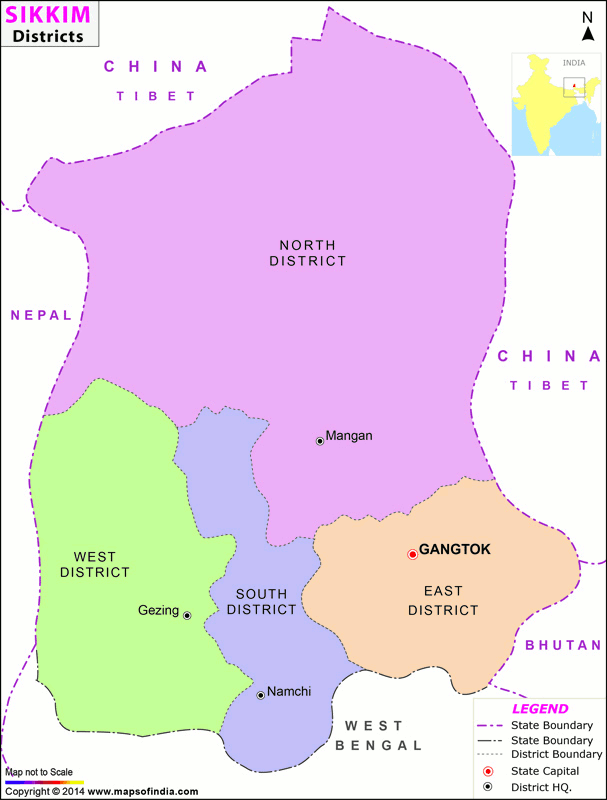 SIKKIM
Districts
N
INDIA
CHINA
TIBET
NORTH
DISTRICT
NEPAL
CHINA
TIBET
Mangan
GANGTOK
WEST
DISTRICT
SOUTH
DISTRICT
EAST
DISTRICT
Gezing
BHUTAN
Namchi
WEST
BENGAL
LEGEND
State Boundary
State Boundary
District Boundary
State Capital
District HQ.
Map not to Scale
Copyright © 2014 www.mapsofindia.com